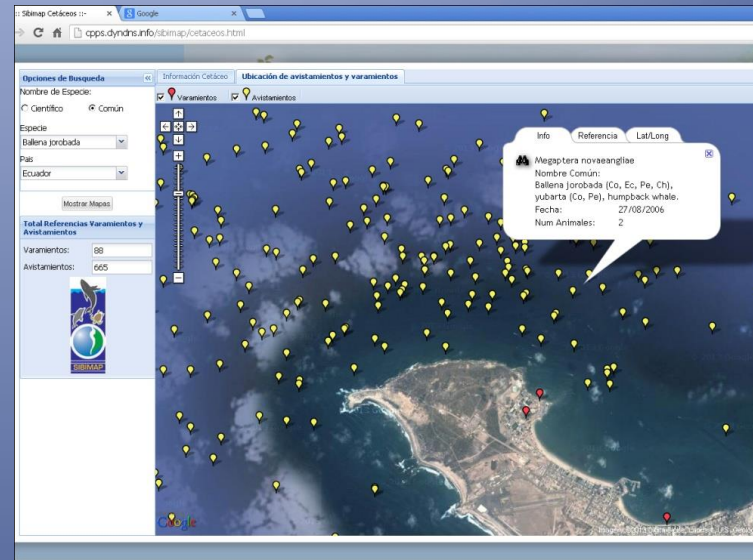 :: Sibimap Cetáceos ::-
Google
cpps.dyndns.info/sibimap/cetaceos.html
Opciones de Busqueda
Nombre de Especie:
Científico
Común
Especie
Ballena jorobada
Pais
Ecuador
Mostrar Mapas
Total Referencias Varamientos y
Avistamientos
Varamientos: 88
Avistamientos: 665
SIBIMAP
Información Cetáceo
Ubicación de avistamientos y varamientos
Varamientos
Avistamientos
Info
Referencia
Lat/Long
Megaptera novaeangliae
Nombre Común:
Ballena jorobada (Co, Ec, Pe, Ch),
yubarta (Co, Pe), humpback whale.
Fecha: 27/08/2006
Num Animales: 2
Google